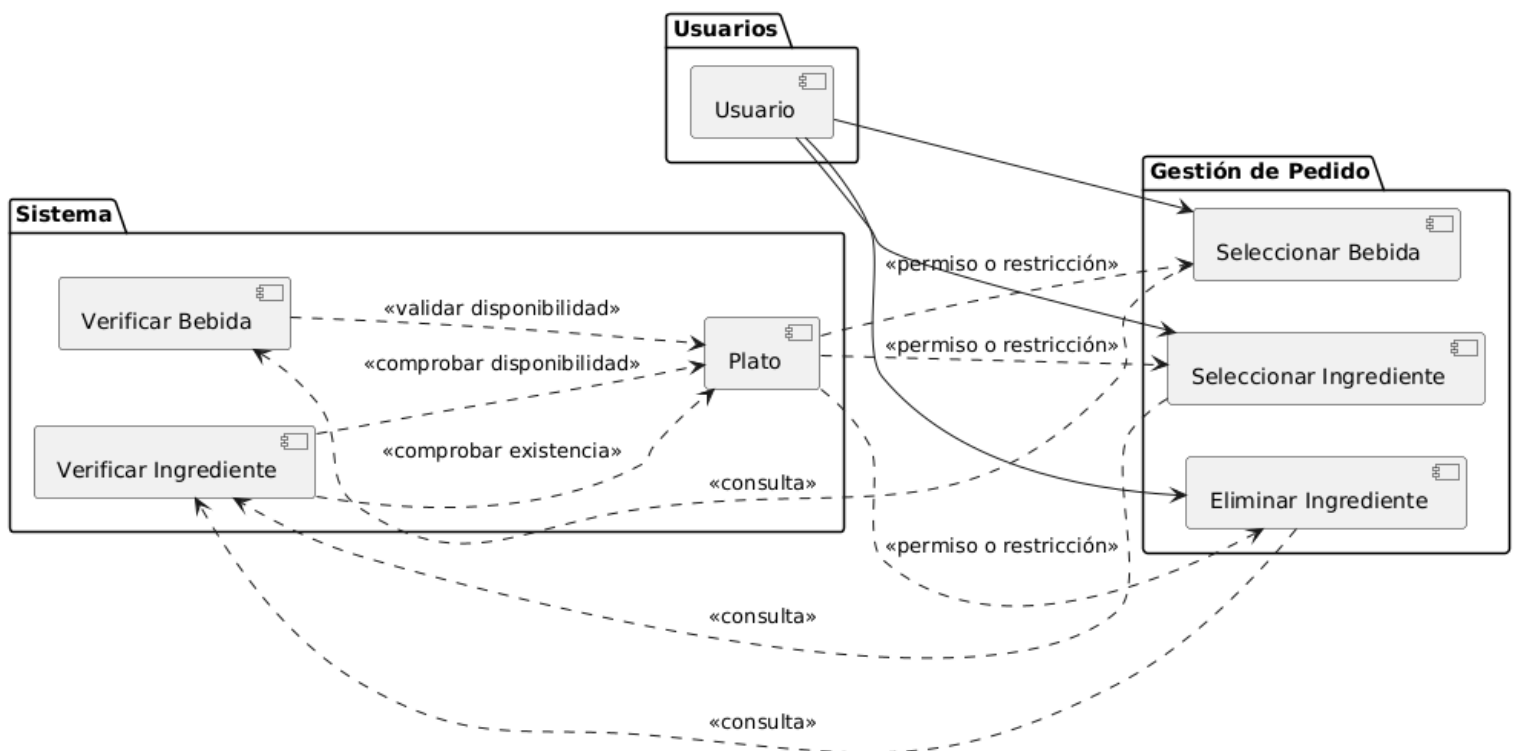 Usuarios
Usuario
Gestión de Pedido
Sistema
Seleccionar Bebida
«permiso o restricción»
Verificar Bebida
«validar disponibilidad»
Plato
«permiso o restricción»
«comprobar disponibilidad»
Seleccionar Ingrediente
«comprobar existencia»
Verificar Ingrediente
«consulta»
Eliminar Ingrediente
«permiso o restricción»
«consulta»
«consulta»